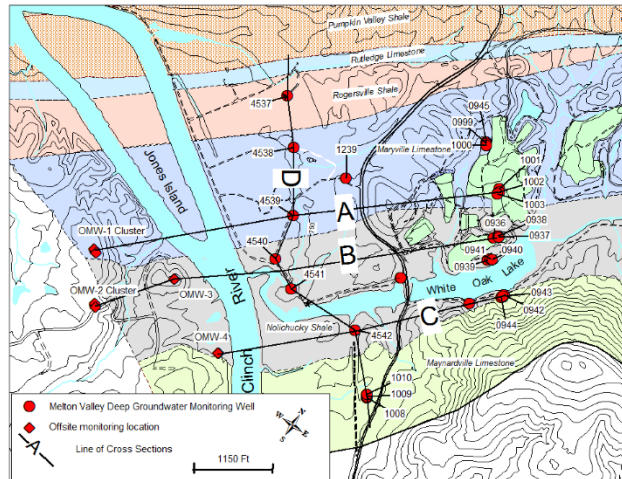 Pumpkin Valley Shale
Rutledge Limestone
Rogersville Shale
4537
0945
0999
1000
Maryville Limestone
4538
1239
Jones Island
D
1001
1002
1003
A
4539
OMW-1 Cluster
0936
0938
0937
4540
B
0941
0940
0939
OMW-2 Cluster
OMW-3
4541
River
White Oak Lake
C
0943
0942
0944
Nolichucky Shale
4542
OMW-4
Clinch
Maynardville Limestone
1010
1009
1008
Melton Valley Deep Groundwater Monitoring Well
Offsite monitoring location
A
Line of Cross Sections
N
W
E
S
1150 Ft